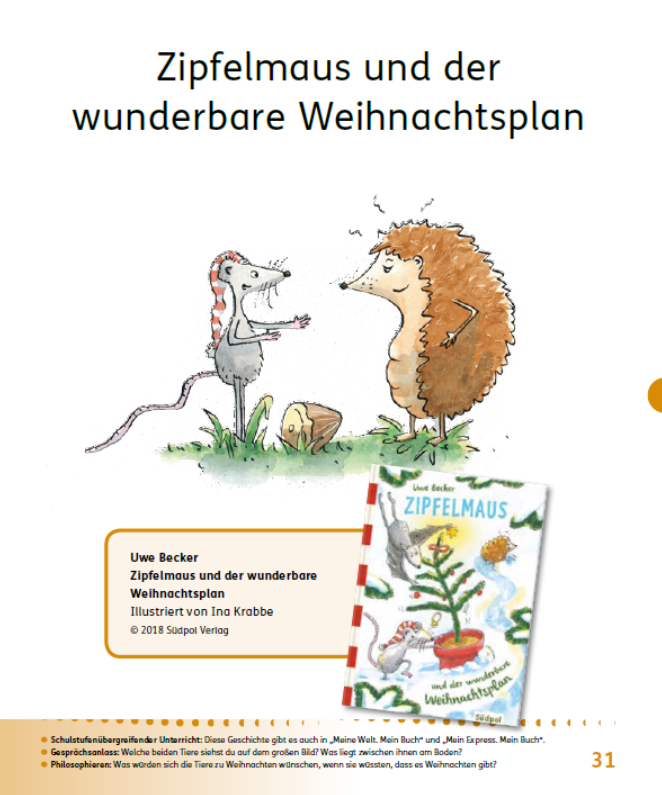 Zipfelmaus und der
wunderbare Weihnachtsplan
Uwe Becker
ZIPFELMAUS
und der wunderbare
Weihnachtsplan
Südpol
Uwe Becker
Zipfelmaus und der wunderbare
Weihnachtsplan
Illustriert von Ina Krabbe
© 2018 Südpol Verlag
Schulstufenübergreifender Unterricht: Diese Geschichte gibt es auch in „Meine Welt. Mein Buch“ und „Mein Express. Mein Buch“.
Gesprächsanlass: Welche beiden Tiere siehst du auf dem großen Bild? Was liegt zwischen ihnen am Boden?
Philosophieren: Was würden sich die Tiere zu Weihnachten wünschen, wenn sie wüssten, dass es Weihnachten gibt?
31